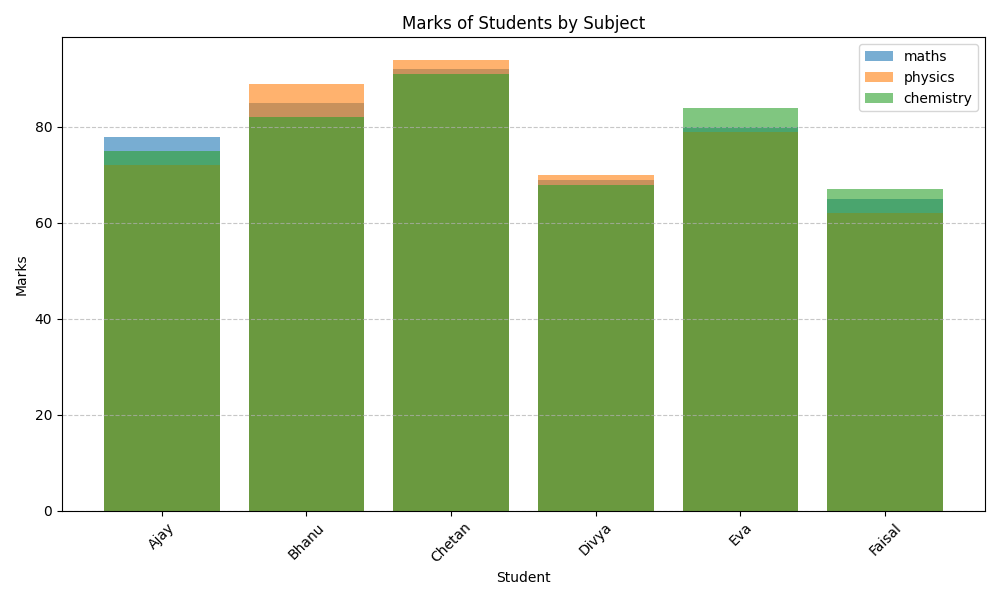 Marks of Students by Subject
maths
physics
chemistry
80
60
40
20
0
Marks
Ajay
Bhanu
Chetan
Divya
Eva
Faisal
Student